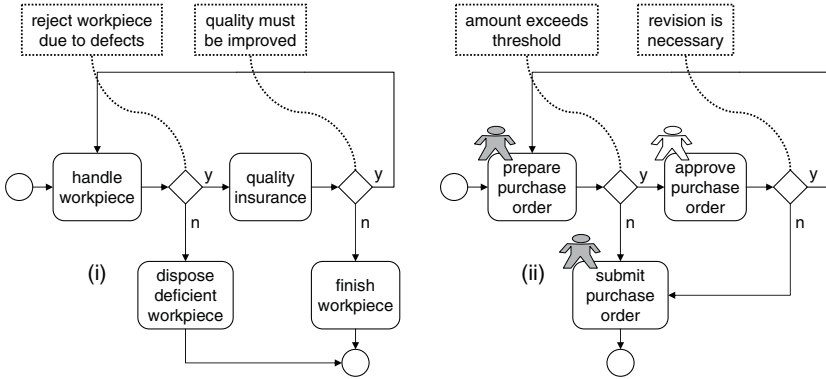 reject workpiece
due to defects
quality must
be improved
handle
workpiece
y
quality
insurance
y
n
n
(i)
dispose
deficient
workpiece
finish
workpiece
amount exceeds
threshold
revision is
necessary
prepare
purchase
order
y
approve
purchase
order
y
n
n
(ii)
submit
purchase
order